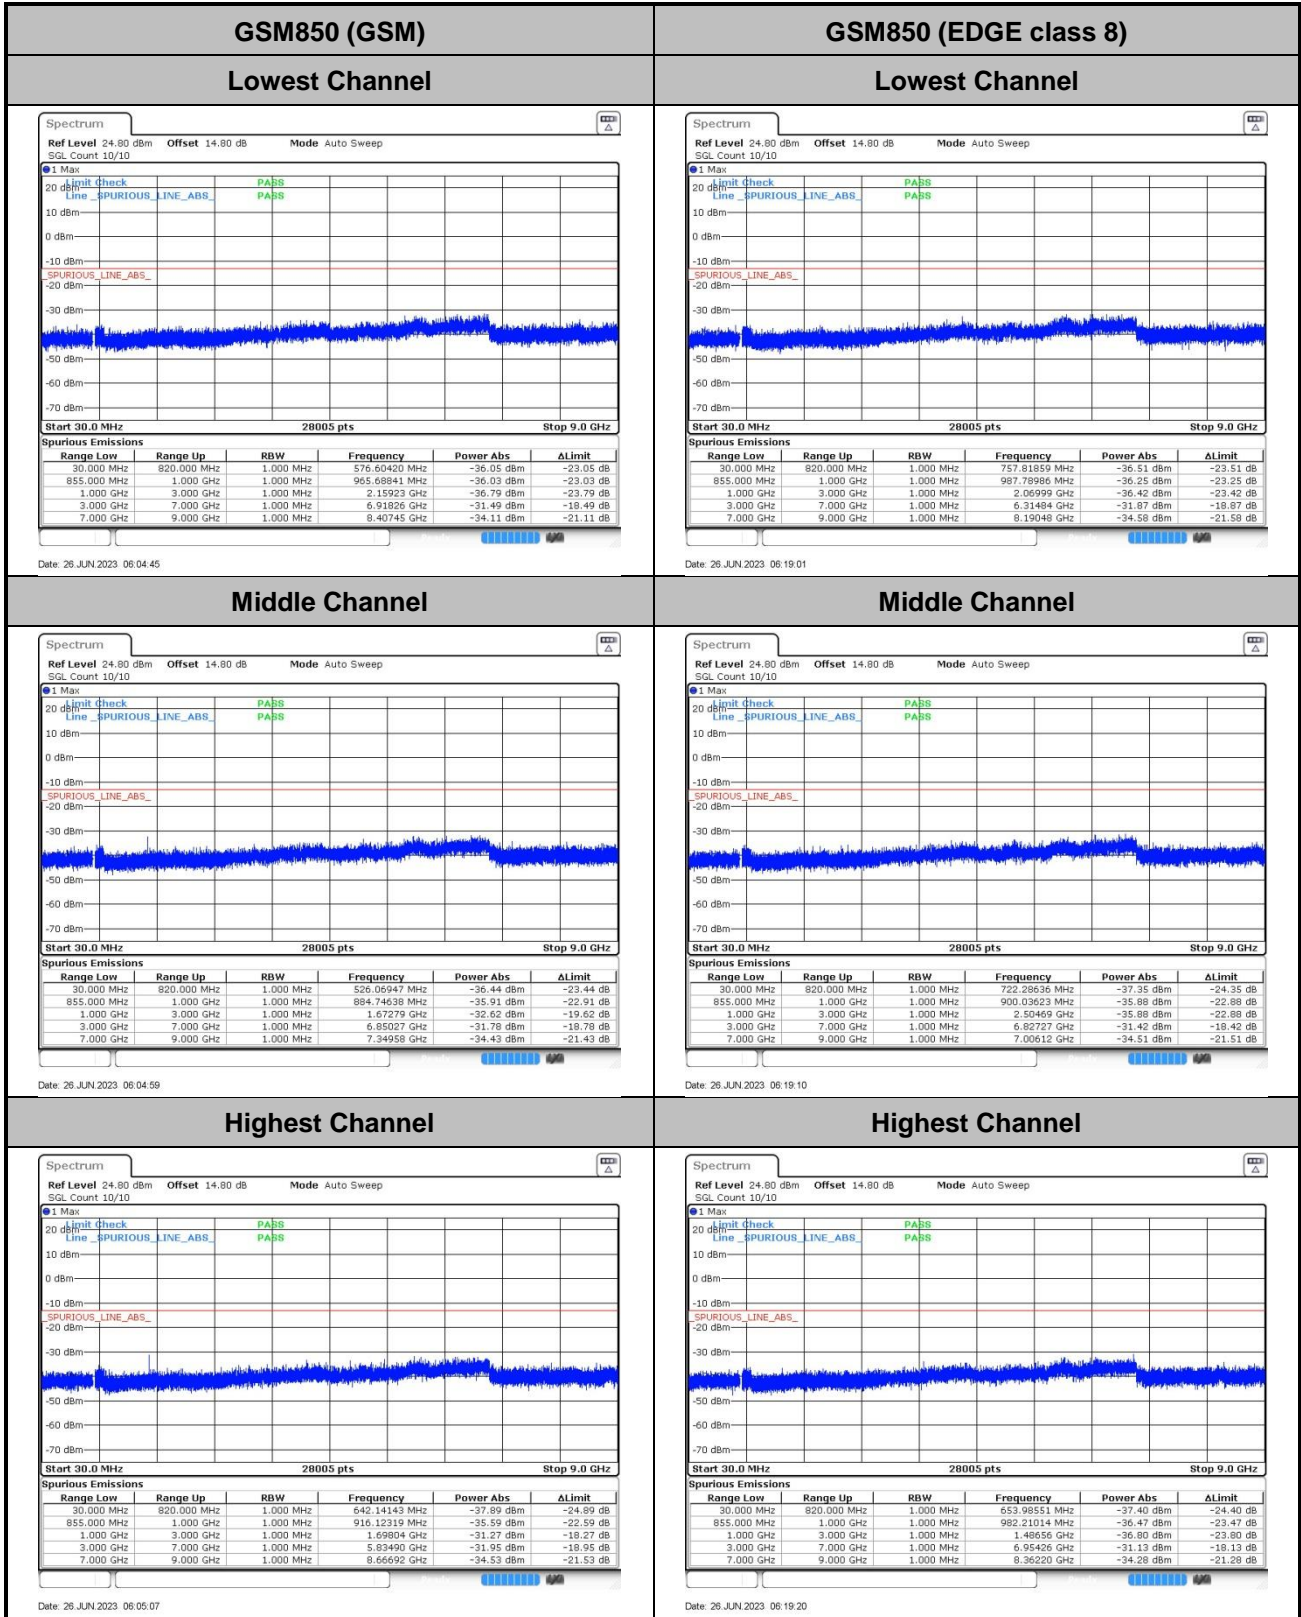 GSM850 (GSM) GSM850 (EDGE class 8)
Lowest Channel Lowest Channel
Spectrum
Ref Level 24.80 dBm Offset 14.80 dB Mode Auto Sweep
SGL Count 10/10
1 Max
Limit Check PASS
20 dBm
Line _SPURIOUS_LINE_ABS_ PASS
10 dBm
0 dBm
-10 dBm
_SPURIOUS_LINE_ABS_
-20 dBm
-30 dBm
-50 dBm
-60 dBm
-70 dBm
Start 30.0 MHz 28005 pts Stop 9.0 GHz
Spurious Emissions
Range Low Range Up RBW Frequency Power Abs ΔLimit
30.000 MHz 820.000 MHz 1.000 MHz 576.60420 MHz -36.05 dBm -23.05 dB
855.000 MHz 1.000 GHz 1.000 MHz 965.68841 MHz -36.03 dBm -23.03 dB
1.000 GHz 3.000 GHz 1.000 MHz 2.15923 GHz -36.79 dBm -23.79 dB
3.000 GHz 7.000 GHz 1.000 MHz 6.91826 GHz -31.49 dBm -18.49 dB
7.000 GHz 9.000 GHz 1.000 MHz 8.40745 GHz -34.11 dBm -21.11 dB
Date: 26.JUN.2023 06:04:45
Spectrum
Ref Level 24.80 dBm Offset 14.80 dB Mode Auto Sweep
SGL Count 10/10
1 Max
Limit Check PASS
20 dBm
Line _SPURIOUS_LINE_ABS_ PASS
10 dBm
0 dBm
-10 dBm
_SPURIOUS_LINE_ABS_
-20 dBm
-30 dBm
-50 dBm
-60 dBm
-70 dBm
Start 30.0 MHz 28005 pts Stop 9.0 GHz
Spurious Emissions
Range Low Range Up RBW Frequency Power Abs ΔLimit
30.000 MHz 820.000 MHz 1.000 MHz 757.81859 MHz -36.51 dBm -23.51 dB
855.000 MHz 1.000 GHz 1.000 MHz 987.78986 MHz -36.25 dBm -23.25 dB
1.000 GHz 3.000 GHz 1.000 MHz 2.06999 GHz -36.42 dBm -23.42 dB
3.000 GHz 7.000 GHz 1.000 MHz 6.31484 GHz -31.87 dBm -18.87 dB
7.000 GHz 9.000 GHz 1.000 MHz 8.19048 GHz -34.58 dBm -21.58 dB
Date: 26.JUN.2023 06:19:01
Middle Channel Middle Channel
Spectrum
Ref Level 24.80 dBm Offset 14.80 dB Mode Auto Sweep
SGL Count 10/10
1 Max
Limit Check PASS
20 dBm
Line _SPURIOUS_LINE_ABS_ PASS
10 dBm
0 dBm
-10 dBm
_SPURIOUS_LINE_ABS_
-20 dBm
-30 dBm
-50 dBm
-60 dBm
-70 dBm
Start 30.0 MHz 28005 pts Stop 9.0 GHz
Spurious Emissions
Range Low Range Up RBW Frequency Power Abs ΔLimit
30.000 MHz 820.000 MHz 1.000 MHz 526.06947 MHz -36.44 dBm -23.44 dB
855.000 MHz 1.000 GHz 1.000 MHz 884.74638 MHz -35.91 dBm -22.91 dB
1.000 GHz 3.000 GHz 1.000 MHz 1.67279 GHz -32.62 dBm -19.62 dB
3.000 GHz 7.000 GHz 1.000 MHz 6.85027 GHz -31.78 dBm -18.78 dB
7.000 GHz 9.000 GHz 1.000 MHz 7.34958 GHz -34.43 dBm -21.43 dB
Date: 26.JUN.2023 06:04:59
Spectrum
Ref Level 24.80 dBm Offset 14.80 dB Mode Auto Sweep
SGL Count 10/10
1 Max
Limit Check PASS
20 dBm
Line _SPURIOUS_LINE_ABS_ PASS
10 dBm
0 dBm
-10 dBm
_SPURIOUS_LINE_ABS_
-20 dBm
-30 dBm
-50 dBm
-60 dBm
-70 dBm
Start 30.0 MHz 28005 pts Stop 9.0 GHz
Spurious Emissions
Range Low Range Up RBW Frequency Power Abs ΔLimit
30.000 MHz 820.000 MHz 1.000 MHz 722.28636 MHz -37.35 dBm -24.35 dB
855.000 MHz 1.000 GHz 1.000 MHz 900.03623 MHz -35.88 dBm -22.88 dB
1.000 GHz 3.000 GHz 1.000 MHz 2.50469 GHz -35.88 dBm -22.88 dB
3.000 GHz 7.000 GHz 1.000 MHz 6.82727 GHz -31.42 dBm -18.42 dB
7.000 GHz 9.000 GHz 1.000 MHz 7.00612 GHz -34.51 dBm -21.51 dB
Date: 26.JUN.2023 06:19:10
Highest Channel Highest Channel
Spectrum
Ref Level 24.80 dBm Offset 14.80 dB Mode Auto Sweep
SGL Count 10/10
1 Max
Limit Check PASS
20 dBm
Line _SPURIOUS_LINE_ABS_ PASS
10 dBm
0 dBm
-10 dBm
_SPURIOUS_LINE_ABS_
-20 dBm
-30 dBm
-50 dBm
-60 dBm
-70 dBm
Start 30.0 MHz 28005 pts Stop 9.0 GHz
Spurious Emissions
Range Low Range Up RBW Frequency Power Abs ΔLimit
30.000 MHz 820.000 MHz 1.000 MHz 642.14143 MHz -37.89 dBm -24.89 dB
855.000 MHz 1.000 GHz 1.000 MHz 916.12319 MHz -35.59 dBm -22.59 dB
1.000 GHz 3.000 GHz 1.000 MHz 1.69804 GHz -31.27 dBm -18.27 dB
3.000 GHz 7.000 GHz 1.000 MHz 5.83490 GHz -31.95 dBm -18.95 dB
7.000 GHz 9.000 GHz 1.000 MHz 8.66692 GHz -34.53 dBm -21.53 dB
Date: 26.JUN.2023 06:05:07
Spectrum
Ref Level 24.80 dBm Offset 14.80 dB Mode Auto Sweep
SGL Count 10/10
1 Max
Limit Check PASS
20 dBm
Line _SPURIOUS_LINE_ABS_ PASS
10 dBm
0 dBm
-10 dBm
_SPURIOUS_LINE_ABS_
-20 dBm
-30 dBm
-50 dBm
-60 dBm
-70 dBm
Start 30.0 MHz 28005 pts Stop 9.0 GHz
Spurious Emissions
Range Low Range Up RBW Frequency Power Abs ΔLimit
30.000 MHz 820.000 MHz 1.000 MHz 653.98551 MHz -37.40 dBm -24.40 dB
855.000 MHz 1.000 GHz 1.000 MHz 982.21014 MHz -36.47 dBm -23.47 dB
1.000 GHz 3.000 GHz 1.000 MHz 1.48656 GHz -36.80 dBm -23.80 dB
3.000 GHz 7.000 GHz 1.000 MHz 6.95426 GHz -31.13 dBm -18.13 dB
7.000 GHz 9.000 GHz 1.000 MHz 8.36220 GHz -34.28 dBm -21.28 dB
Date: 26.JUN.2023 06:19:20